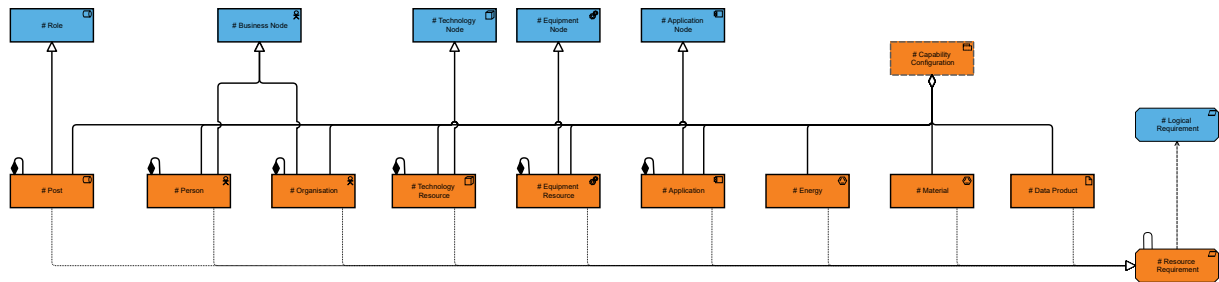 # Role
# Business Node
# Technology
Node
# Equipment
Node
# Application
Node
# Capability
Configuration
# Logical
Requirement
# Post
# Person
# Organisation
# Technology
Resource
# Equipment
Resource
# Application
# Energy
# Material
# Data Product
# Resource
Requirement